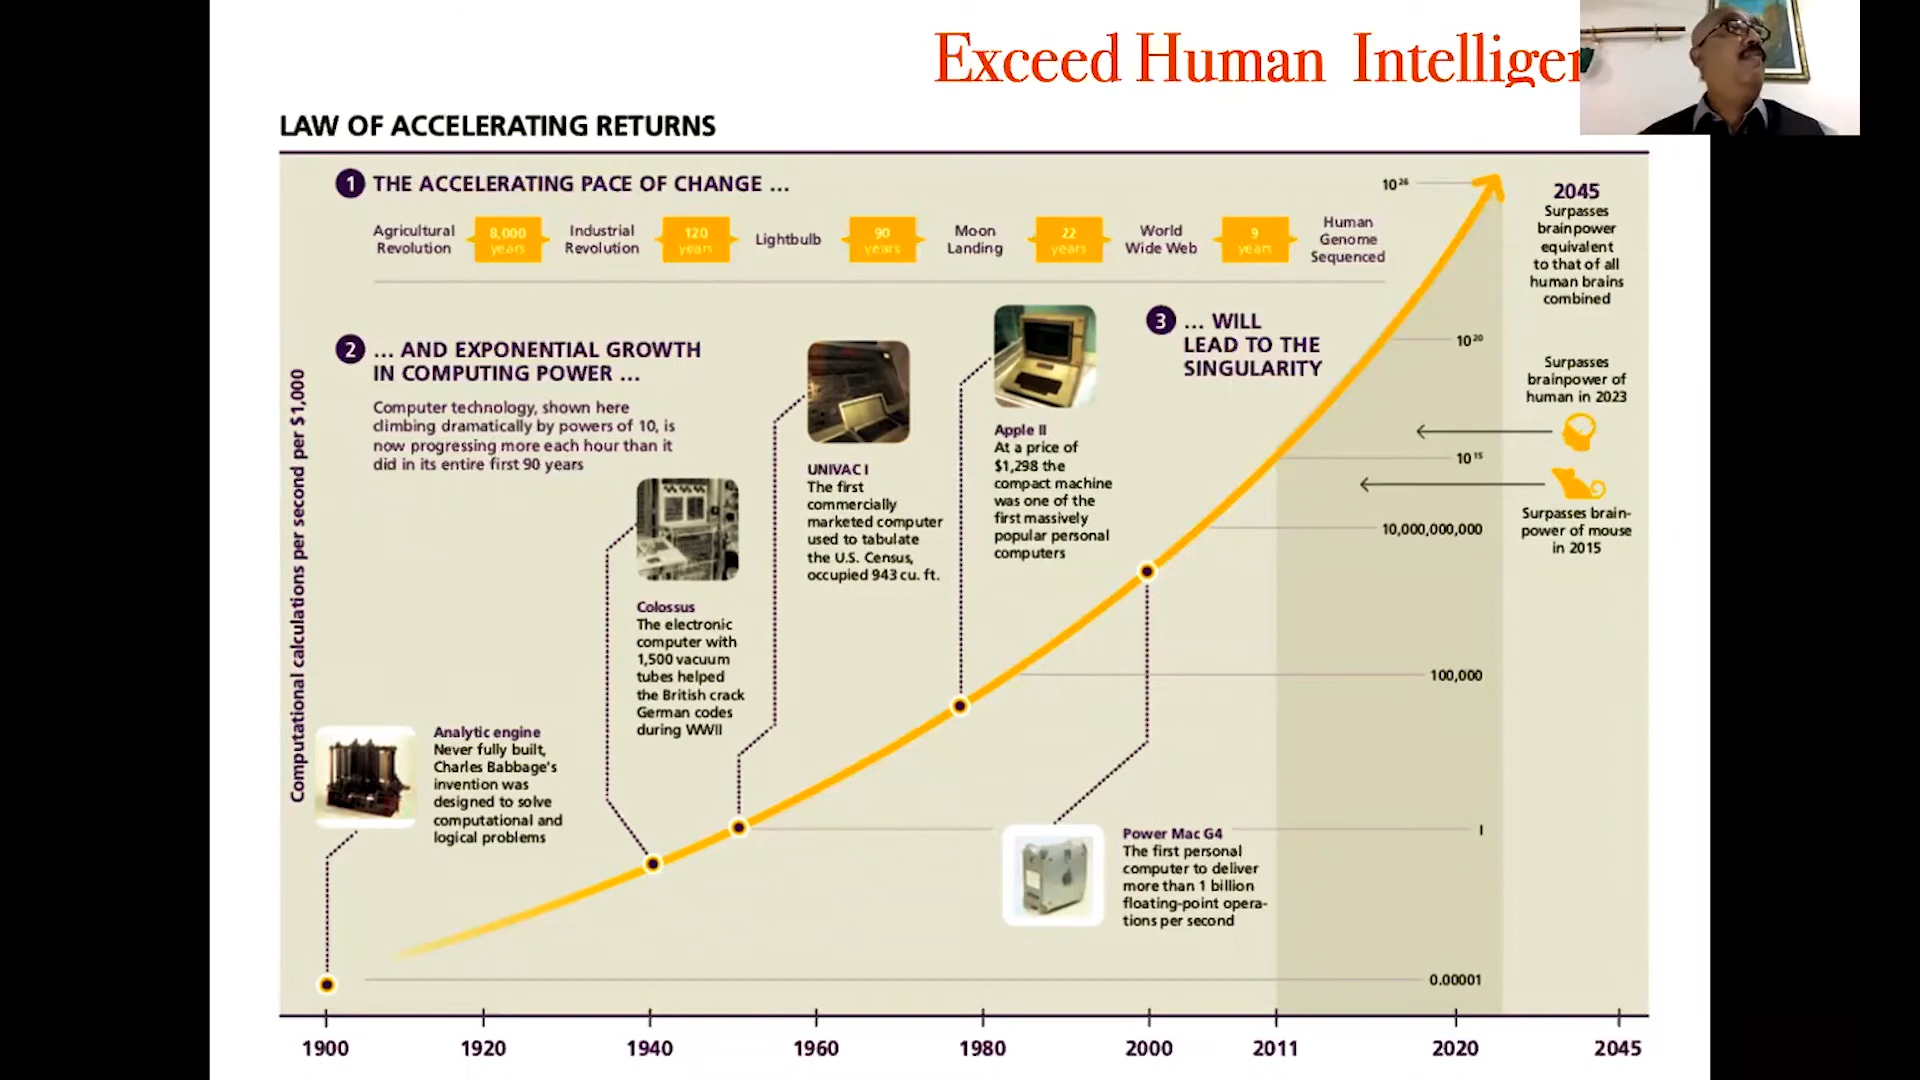 Exceed Human Intelligen
LAW OF ACCELERATING RETURNS
1 THE ACCELERATING PACE OF CHANGE ...
Agricultural
Revolution
8,000
years
Industrial
Revolution
120
years
Lightbulb
90
years
Moon
Landing
22
years
World
Wide Web
9
years
Human
Genome
Sequenced
2 ... AND EXPONENTIAL GROWTH
IN COMPUTING POWER ...
Computer technology, shown here
climbing dramatically by powers of 10, is
now progressing more each hour than it
did in its entire first 90 years
3 ... WILL
LEAD TO THE
SINGULARITY
Computational calculations per second per $1,000
Analytic engine
Never fully built,
Charles Babbage's
invention was
designed to solve
computational and
logical problems
Colossus
The electronic
computer with
1,500 vacuum
tubes helped
the British crack
German codes
during WWII
UNIVAC I
The first
commercially
marketed computer
used to tabulate
the U.S. Census,
occupied 943 cu. ft.
Apple II
At a price of
$1,298 the
compact machine
was one of the
first massively
popular personal
computers
Power Mac G4
The first personal
computer to deliver
more than 1 billion
floating-point opera-
tions per second
10²⁶
10²⁰
10¹⁵
10,000,000,000
100,000
1
0.00001
2045
Surpasses
brainpower
equivalent
to that of all
human brains
combined
Surpasses
brainpower of
human in 2023
Surpasses brain-
power of mouse
in 2015
1900 1920 1940 1960 1980 2000 2011 2020 2045